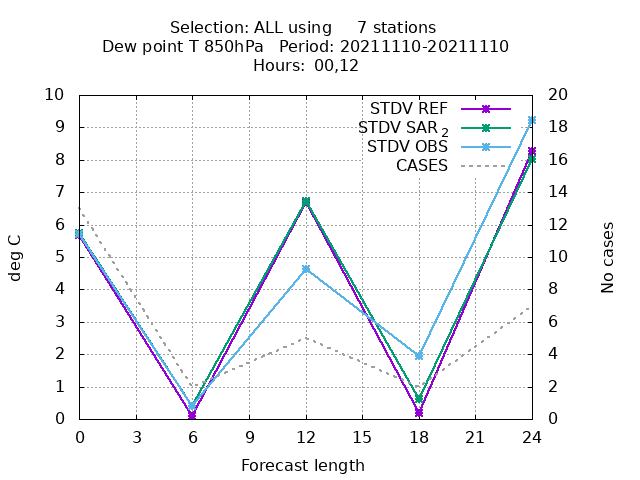 Selection: ALL using 7 stations
Dew point T 850hPa Period: 20211110-20211110
Hours: 00,12
STDV REF
STDV SAR 2
STDV OBS
CASES
deg C
10
9
8
7
6
5
4
3
2
1
0
20
18
16
14
12
10
8
6
4
2
0
No cases
0 3 6 9 12 15 18 21 24
Forecast length